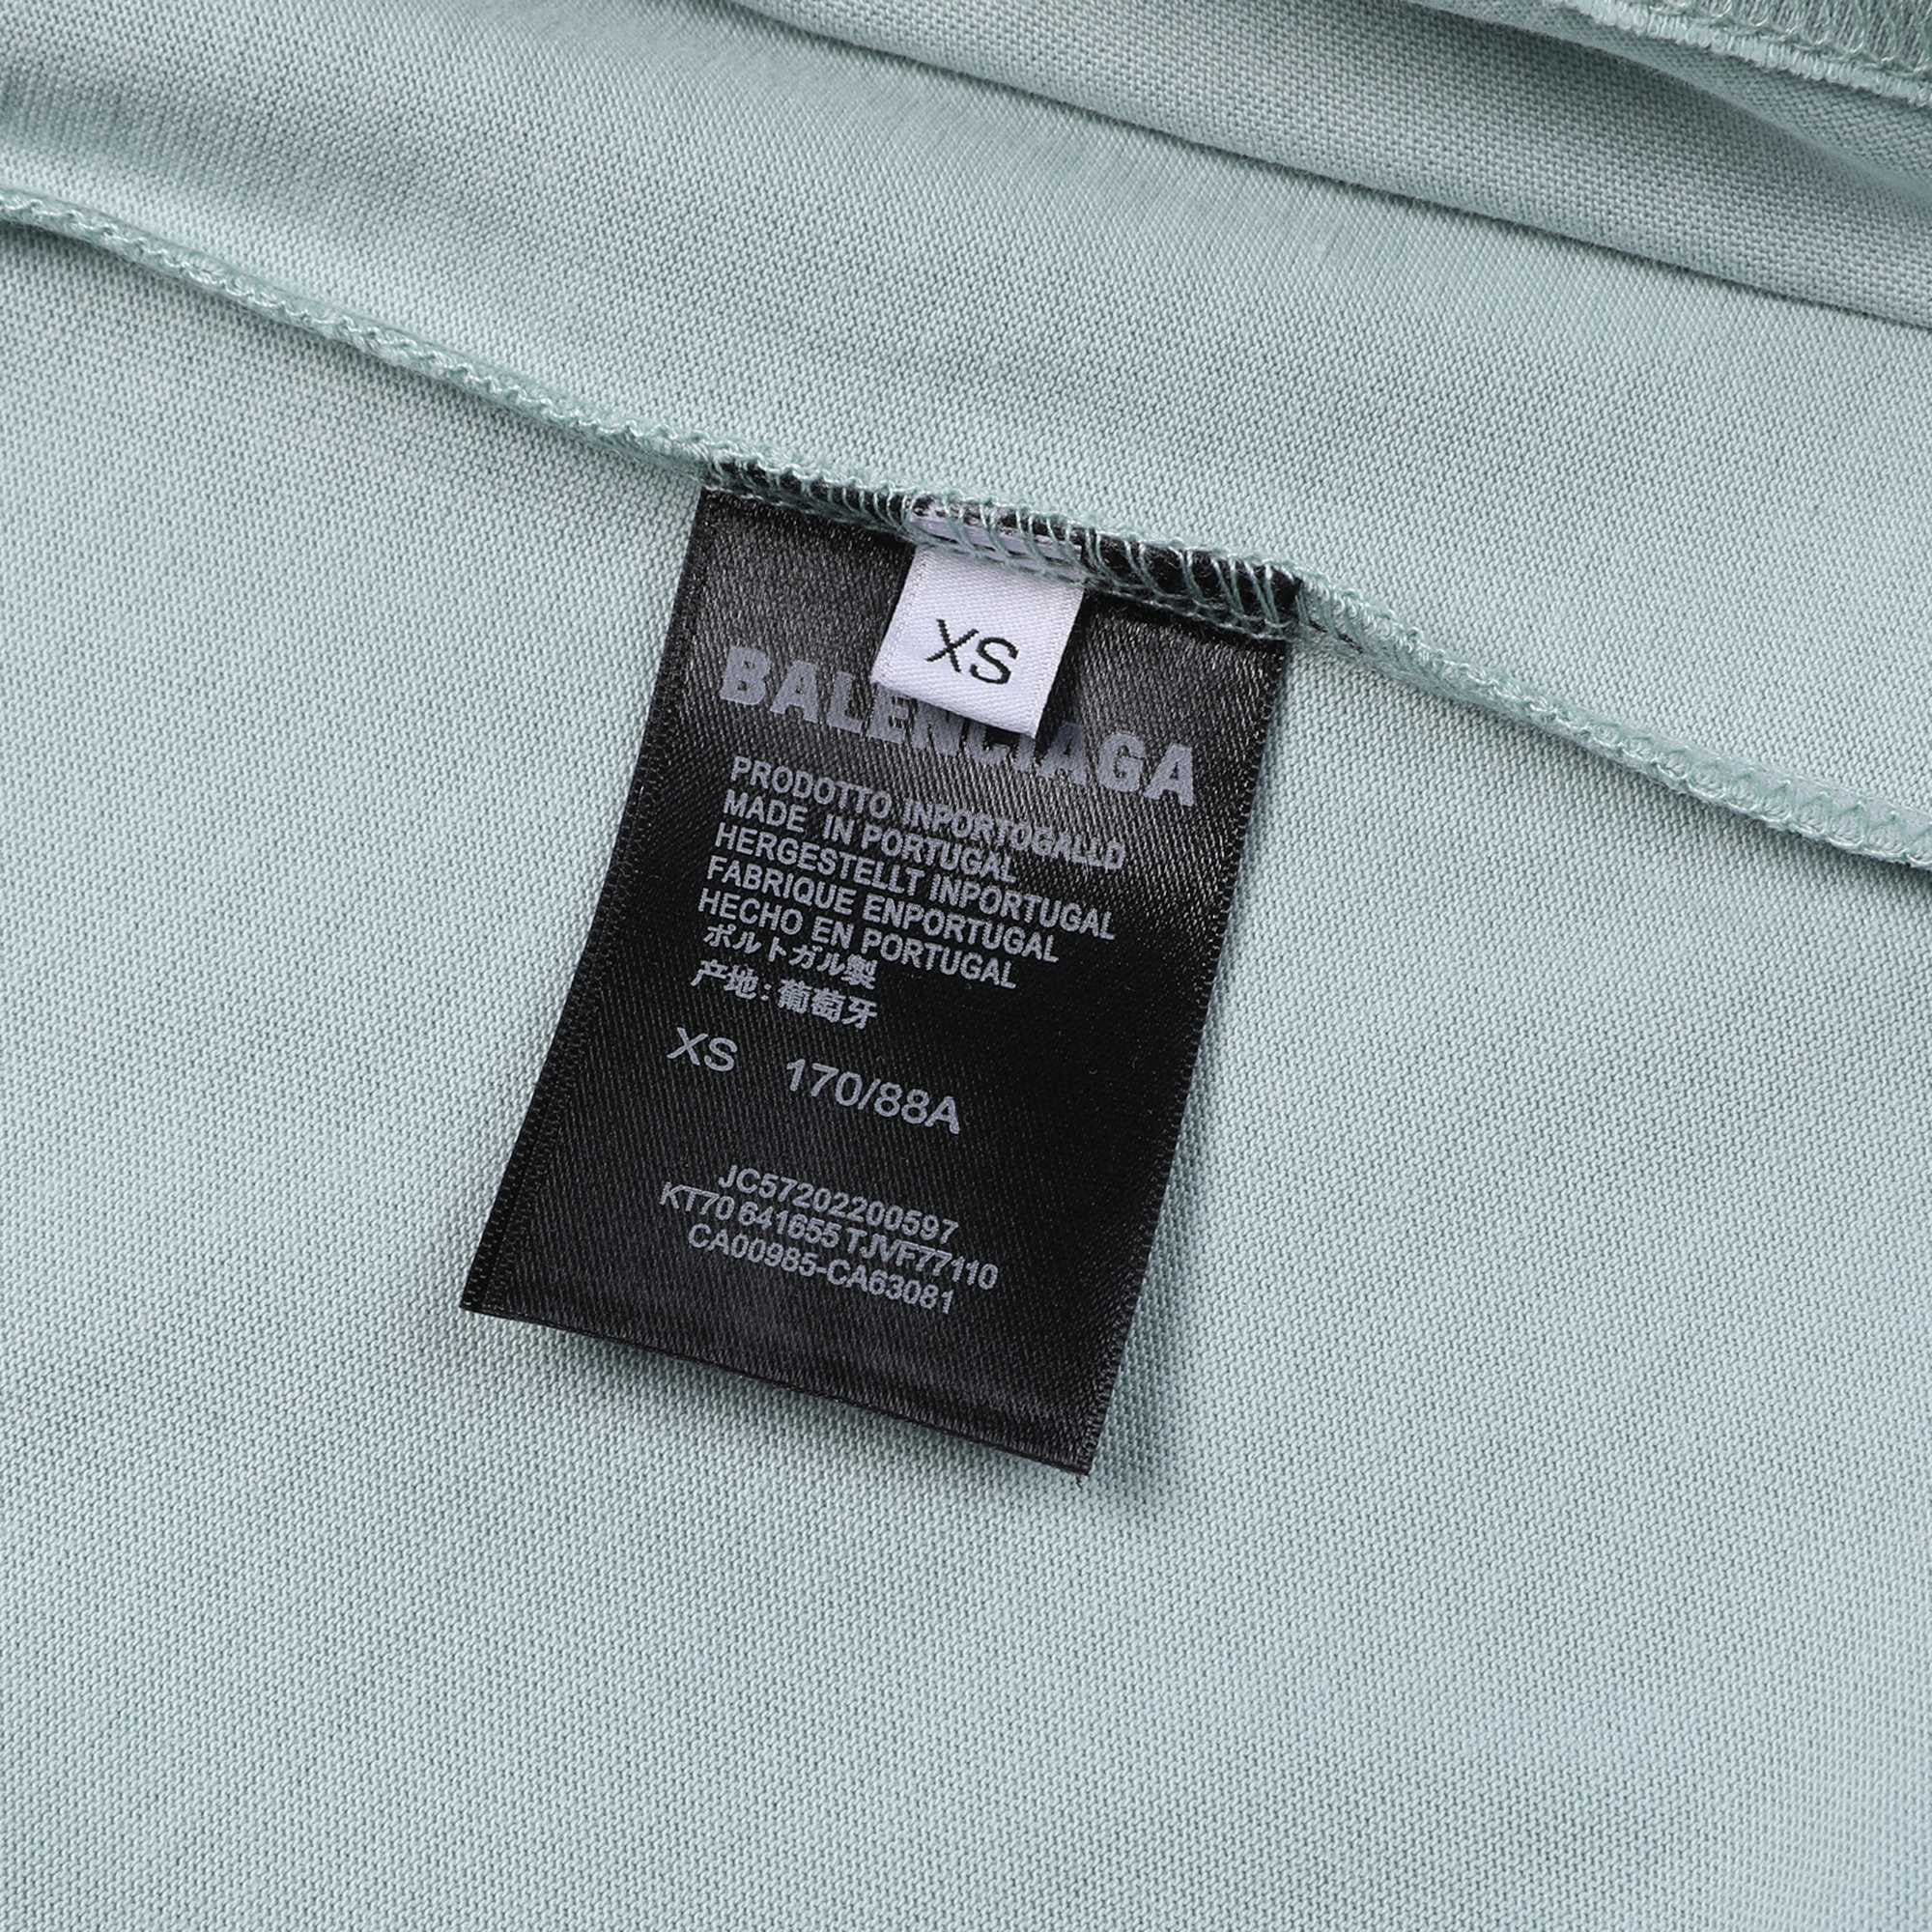 XS
BALENCIAGA
PRODOTTO INPORTOGALLO
MADE IN PORTUGAL
HERGESTELLT INPORTUGAL
FABRIQUE ENPORTUGAL
HECHO EN PORTUGAL
ポルトガル製
产地:葡萄牙
XS 170/88A
JC57202200597
KT70 641655 TJVF77110
CA00985-CA63081